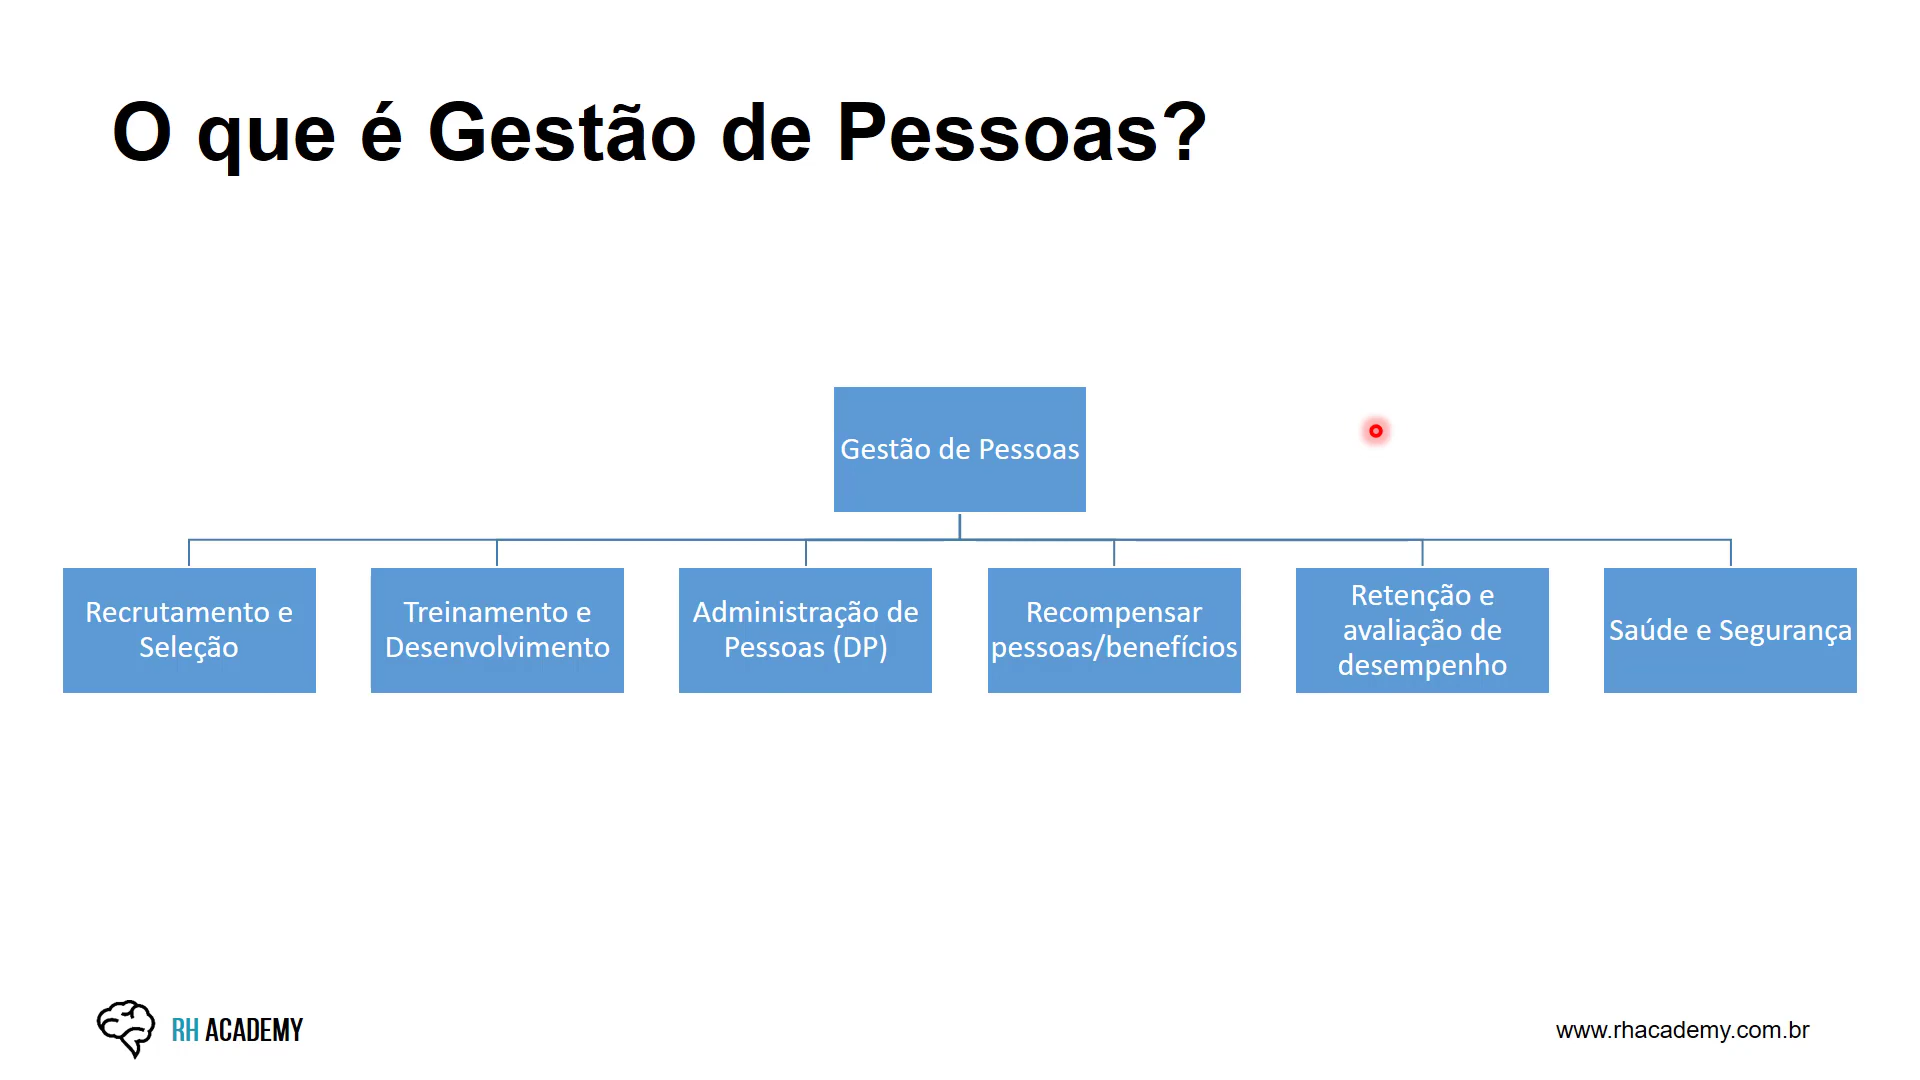 O que é Gestão de Pessoas?
Gestão de Pessoas
Recrutamento e
Seleção
Treinamento e
Desenvolvimento
Administração de
Pessoas (DP)
Recompensar
pessoas/benefícios
Retenção e
avaliação de
desempenho
Saúde e Segurança
RH ACADEMY
www.rhacademy.com.br